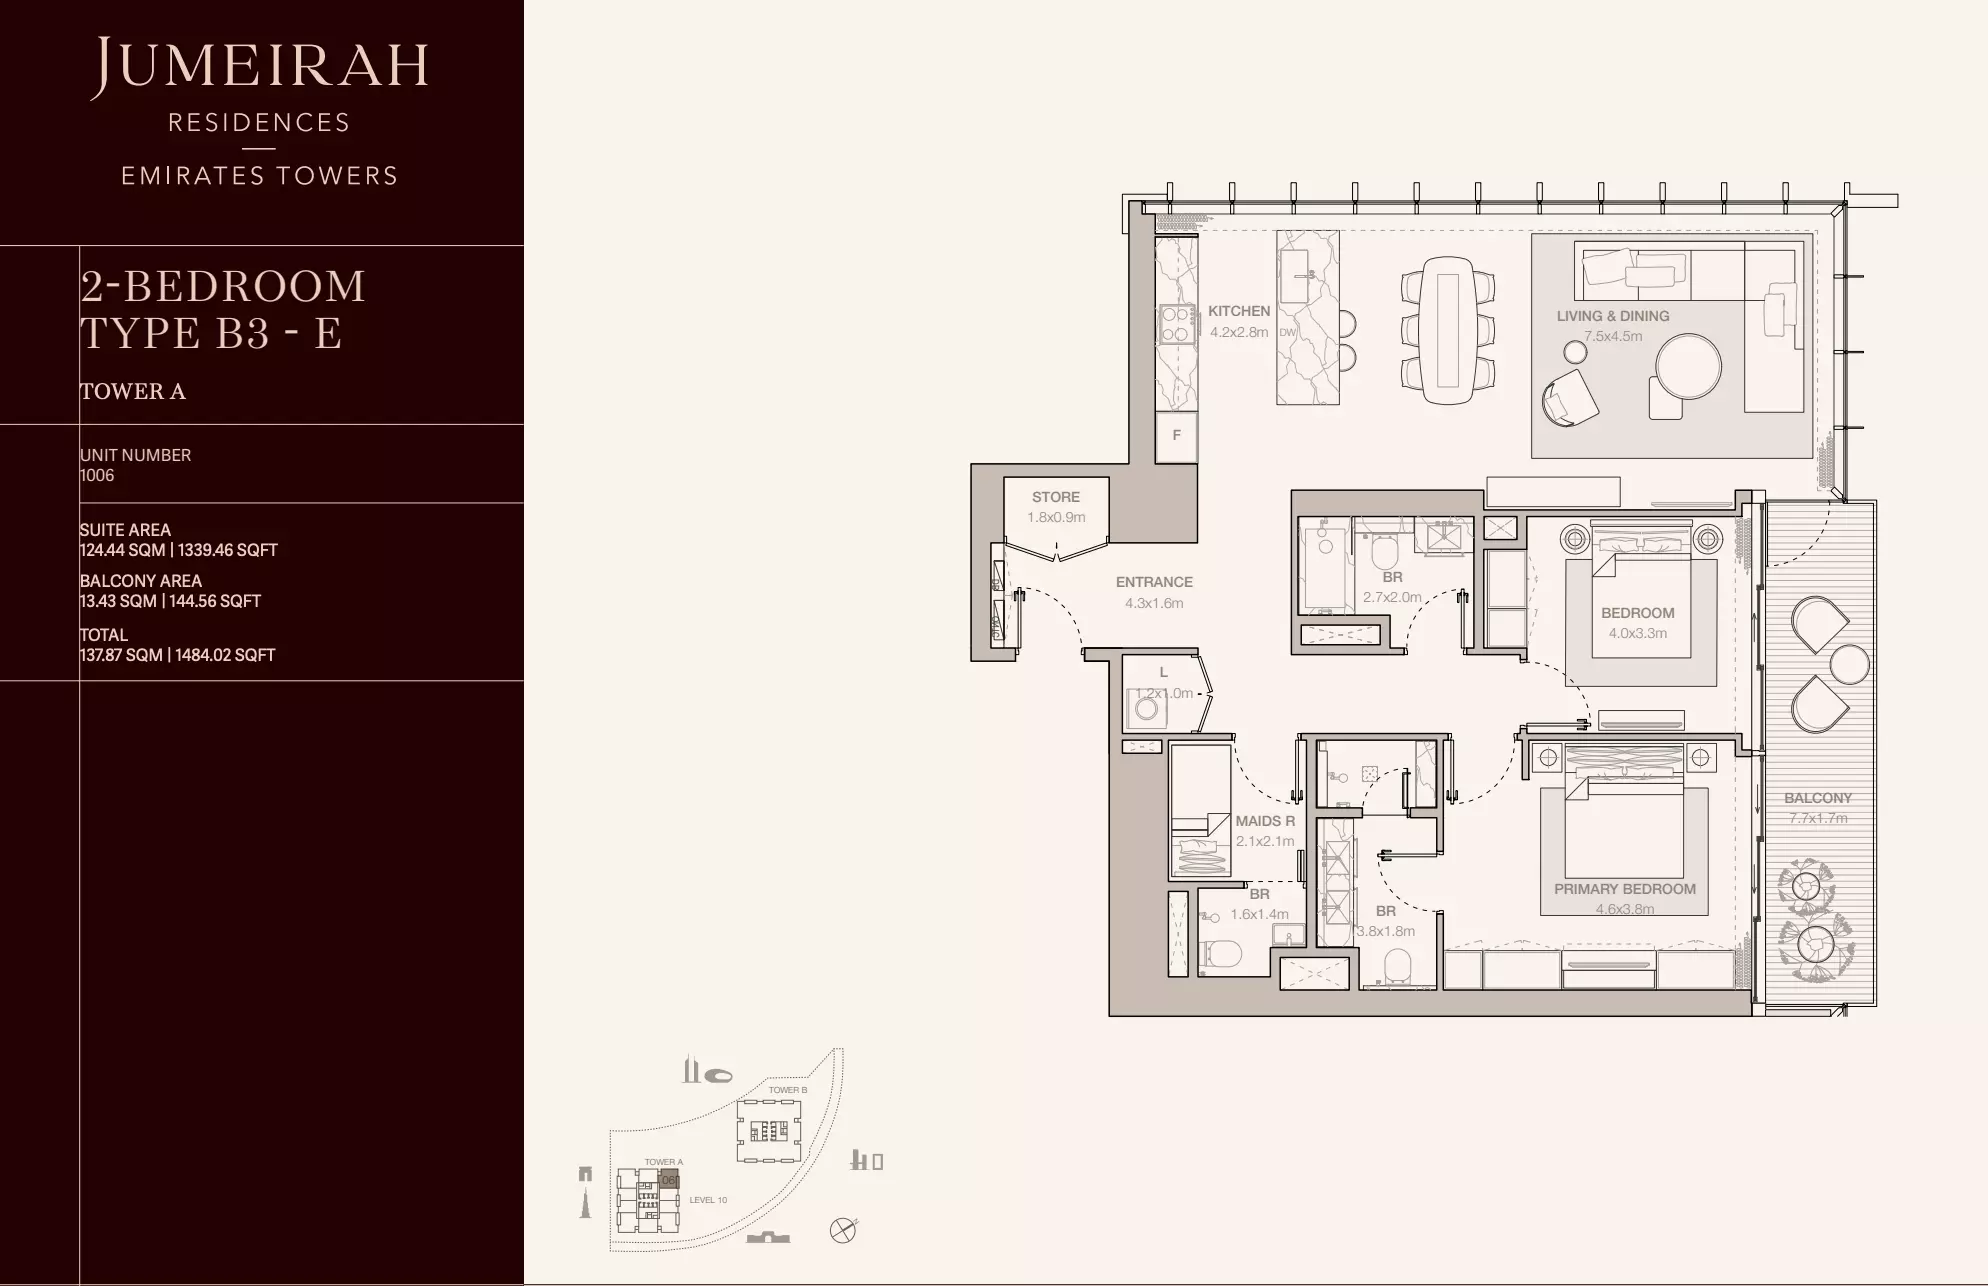 JUMEIRAH
RESIDENCES
EMIRATES TOWERS
2-BEDROOM
TYPE B3 - E
TOWER A
UNIT NUMBER
1006
SUITE AREA
124.44 SQM | 1339.46 SQFT
BALCONY AREA
13.43 SQM | 144.56 SQFT
TOTAL
137.87 SQM | 1484.02 SQFT
KITCHEN
4.2x2.8m
DW
LIVING & DINING
7.5x4.5m
F
STORE
1.8x0.9m
ENTRANCE
4.3x1.6m
BR
2.7x2.0m
BEDROOM
4.0x3.3m
L
1.2x1.0m
MAIDS R
2.1x2.1m
BR
1.6x1.4m
BR
3.8x1.8m
PRIMARY BEDROOM
4.6x3.8m
BALCONY
7.7x1.7m
TOWER B
TOWER A
06
LEVEL 10